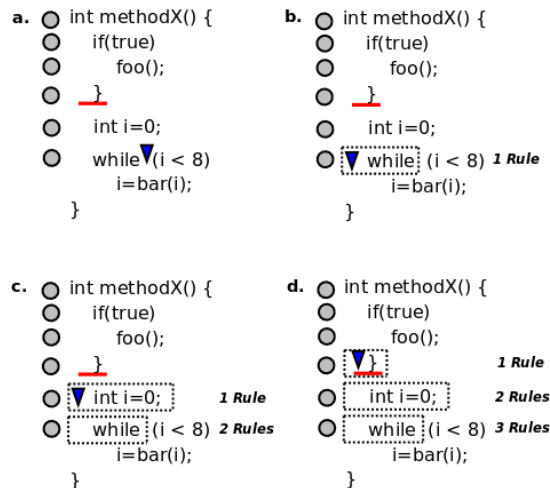 a.
int methodX() {
if(true)
foo();
}
int i=0;
while (i < 8)
i=bar(i);
}
b.
int methodX() {
if(true)
foo();
}
int i=0;
while (i < 8) 1 Rule
i=bar(i);
}
c.
int methodX() {
if(true)
foo();
}
int i=0; 1 Rule
while (i < 8) 2 Rules
i=bar(i);
}
d.
int methodX() {
if(true)
foo();
} 1 Rule
int i=0; 2 Rules
while (i < 8) 3 Rules
i=bar(i);
}